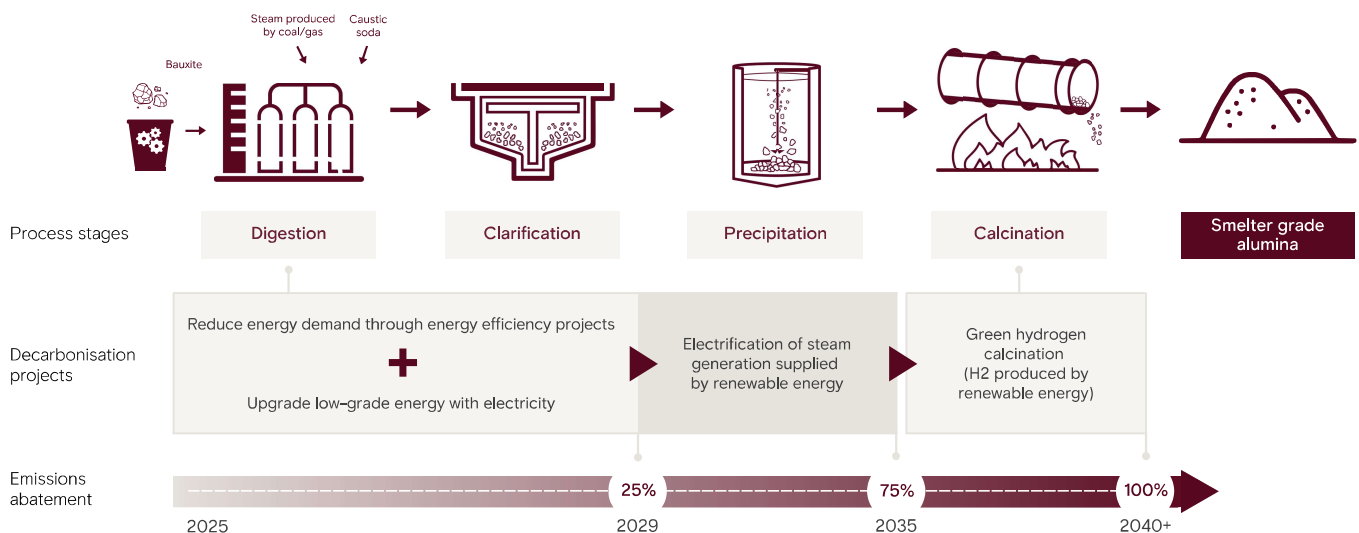 Steam produced
by coal/gas
Caustic
soda
Bauxite
Process stages
Digestion
Clarification
Precipitation
Calcination
Smelter grade
alumina
Decarbonisation
projects
Reduce energy demand through energy efficiency projects
+
Upgrade low–grade energy with electricity
Electrification of steam
generation supplied
by renewable energy
Green hydrogen
calcination
(H2 produced by
renewable energy)
Emissions
abatement
25%
75%
100%
2025
2029
2035
2040+